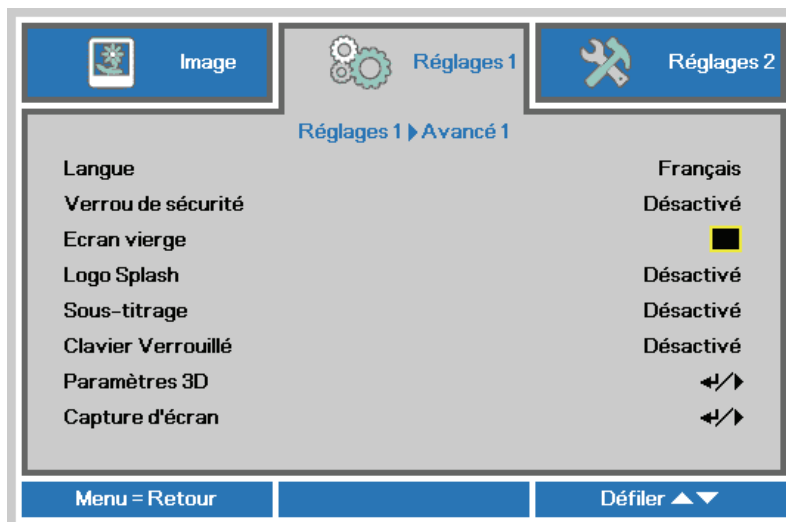 Image
Réglages 1
Réglages 2
Réglages 1 ▶ Avancé 1
Langue Français
Verrou de sécurité Désactivé
Ecran vierge
Logo Splash Désactivé
Sous-titrage Désactivé
Clavier Verrouillé Désactivé
Paramètres 3D ↵/▶
Capture d'écran ↵/▶
Menu = Retour
Défiler ▲▼